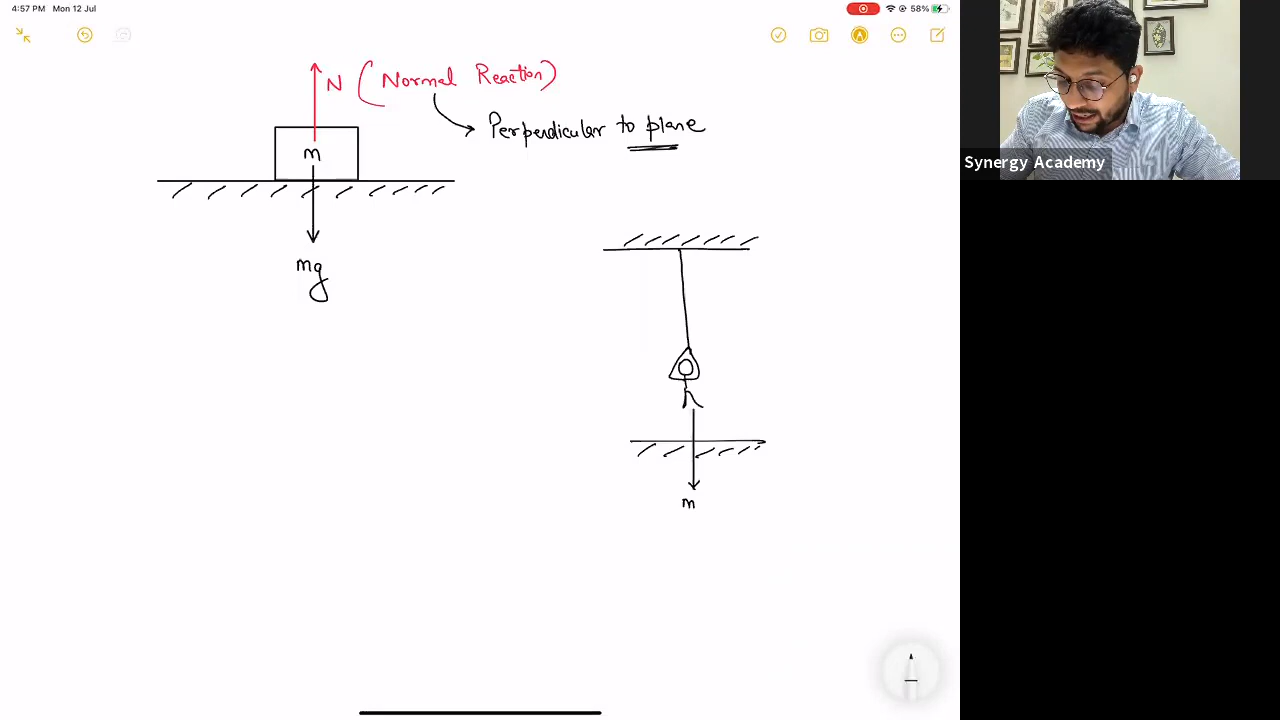 4:57 PM Mon 12 Jul
58%
N (Normal Reaction)
Perpendicular to plane
m
Synergy Academy
mg
m